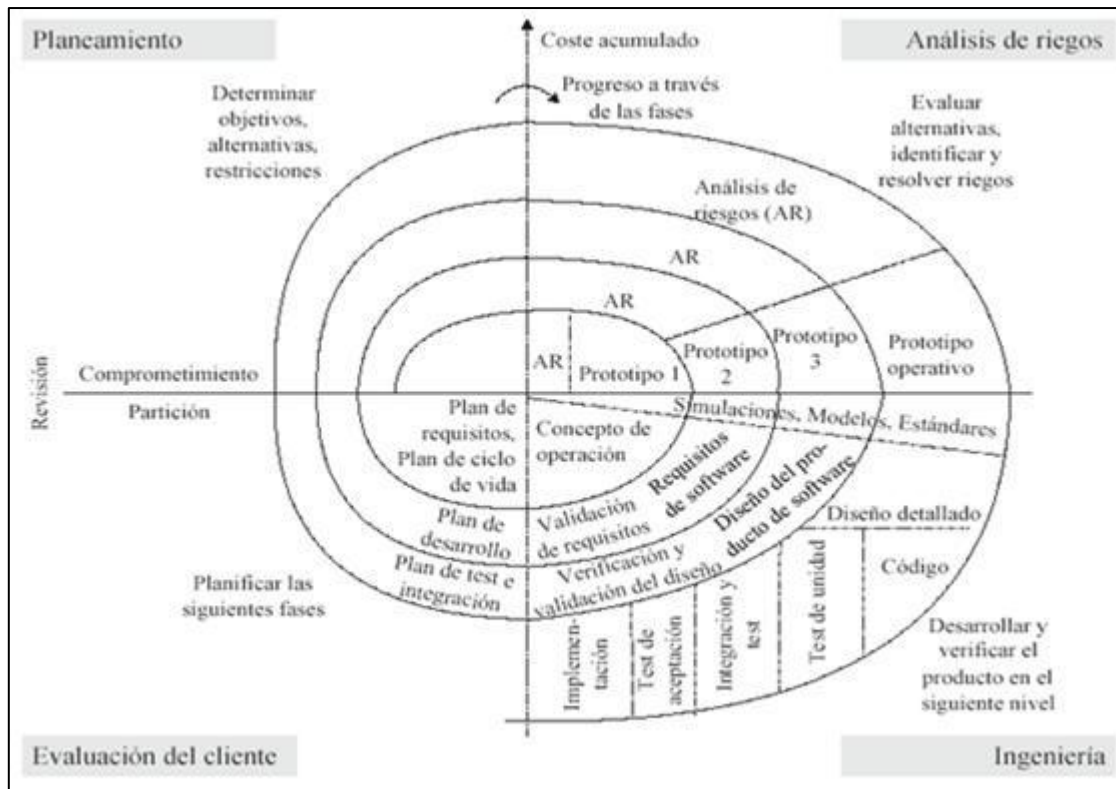 Planeamiento
Coste acumulado
Análisis de riegos
Determinar
objetivos,
alternativas,
restricciones
Progreso a través
de las fases
Evaluar
alternativas,
identificar y
resolver riegos
Análisis de
riesgos (AR)
AR
AR
AR
Prototipo 1
Prototipo
2
Prototipo
3
Prototipo
operativo
Revisión
Comprometimiento
Partición
Plan de
requisitos,
Plan de ciclo
de vida
Concepto de
operación
Simulaciones, Modelos, Estándares
Requisitos
de software
Diseño del pro-
ducto de software
Plan de
desarrollo
Validación
de requisitos
Diseño detallado
Plan de test e
integración
Verificación y
validación del diseño
Código
Test de unidad
Integración y
test
Test de
aceptación
Implemen-
tación
Planificar las
siguientes fases
Desarrollar y
verificar el
producto en el
siguiente nivel
Evaluación del cliente
Ingeniería